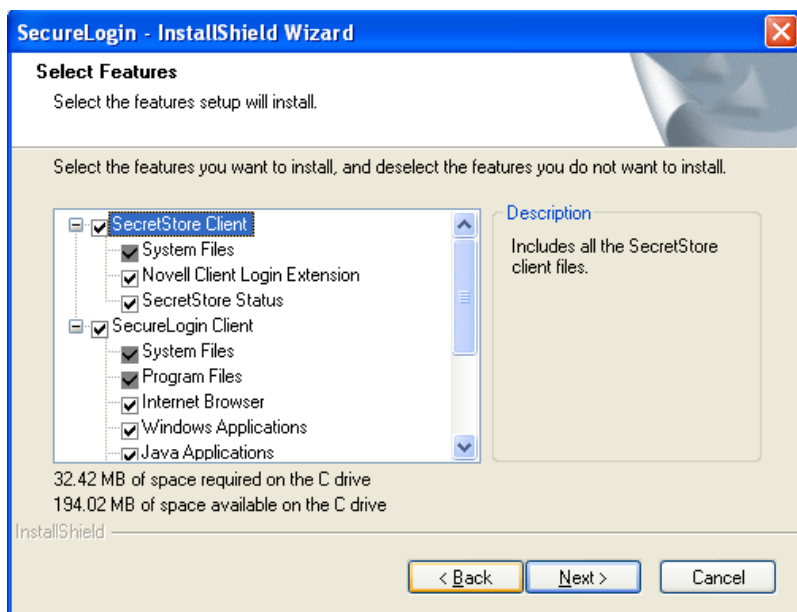 SecureLogin - InstallShield Wizard
Select Features
Select the features setup will install.
Select the features you want to install, and deselect the features you do not want to install.
SecretStore Client
System Files
Novell Client Login Extension
SecretStore Status
SecureLogin Client
System Files
Program Files
Internet Browser
Windows Applications
Java Applications
Description
Includes all the SecretStore
client files.
32.42 MB of space required on the C drive
194.02 MB of space available on the C drive
InstallShield
< Back
Next >
Cancel